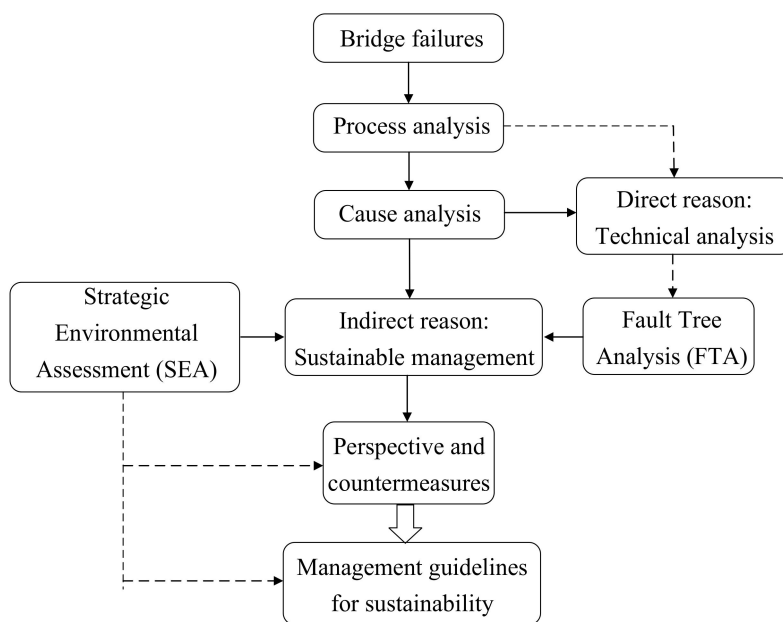 Bridge failures
Process analysis
Cause analysis
Direct reason:
Technical analysis
Strategic
Environmental
Assessment (SEA)
Indirect reason:
Sustainable management
Fault Tree
Analysis (FTA)
Perspective and
countermeasures
Management guidelines
for sustainability